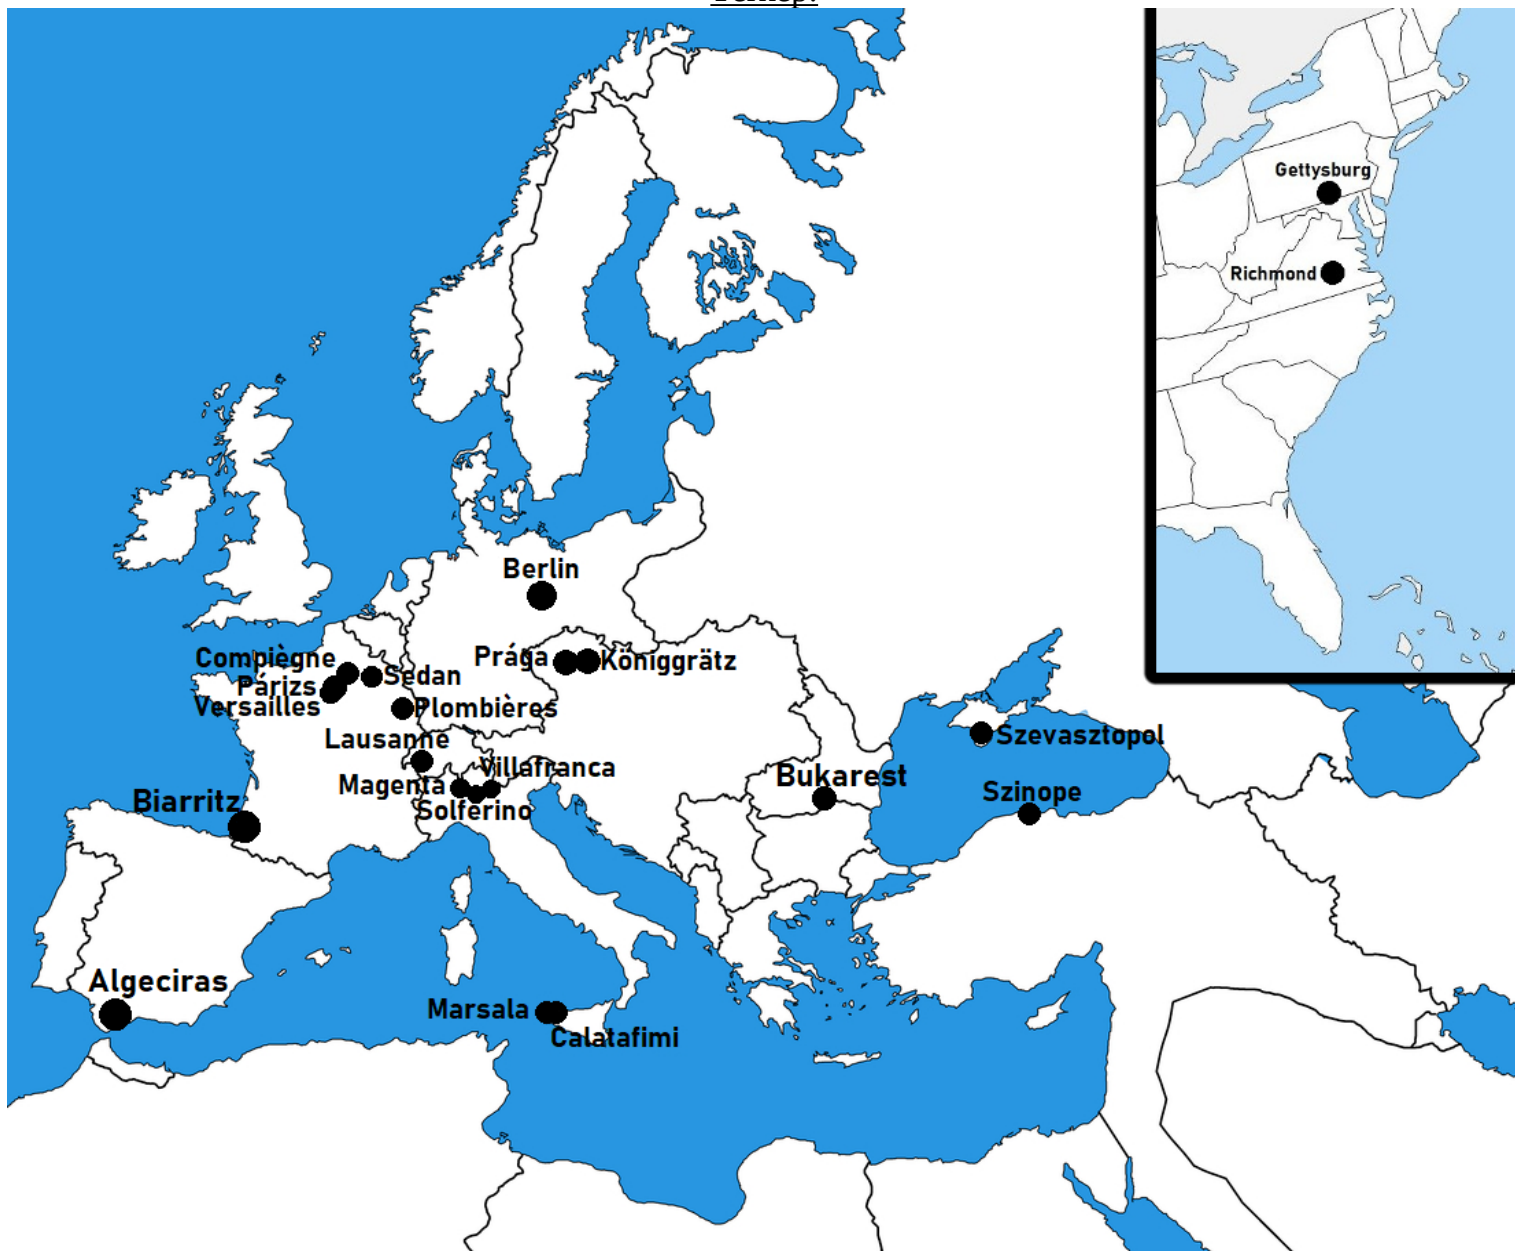 Gettysburg
Richmond
Berlin
Prága
Königgrätz
Compiègne
Sedan
Párizs
Versailles
Plombières
Lausanne
Villafranca
Magenta
Solferino
Szevasztopol
Bukarest
Szinope
Biarritz
Algeciras
Marsala
Calatafimi